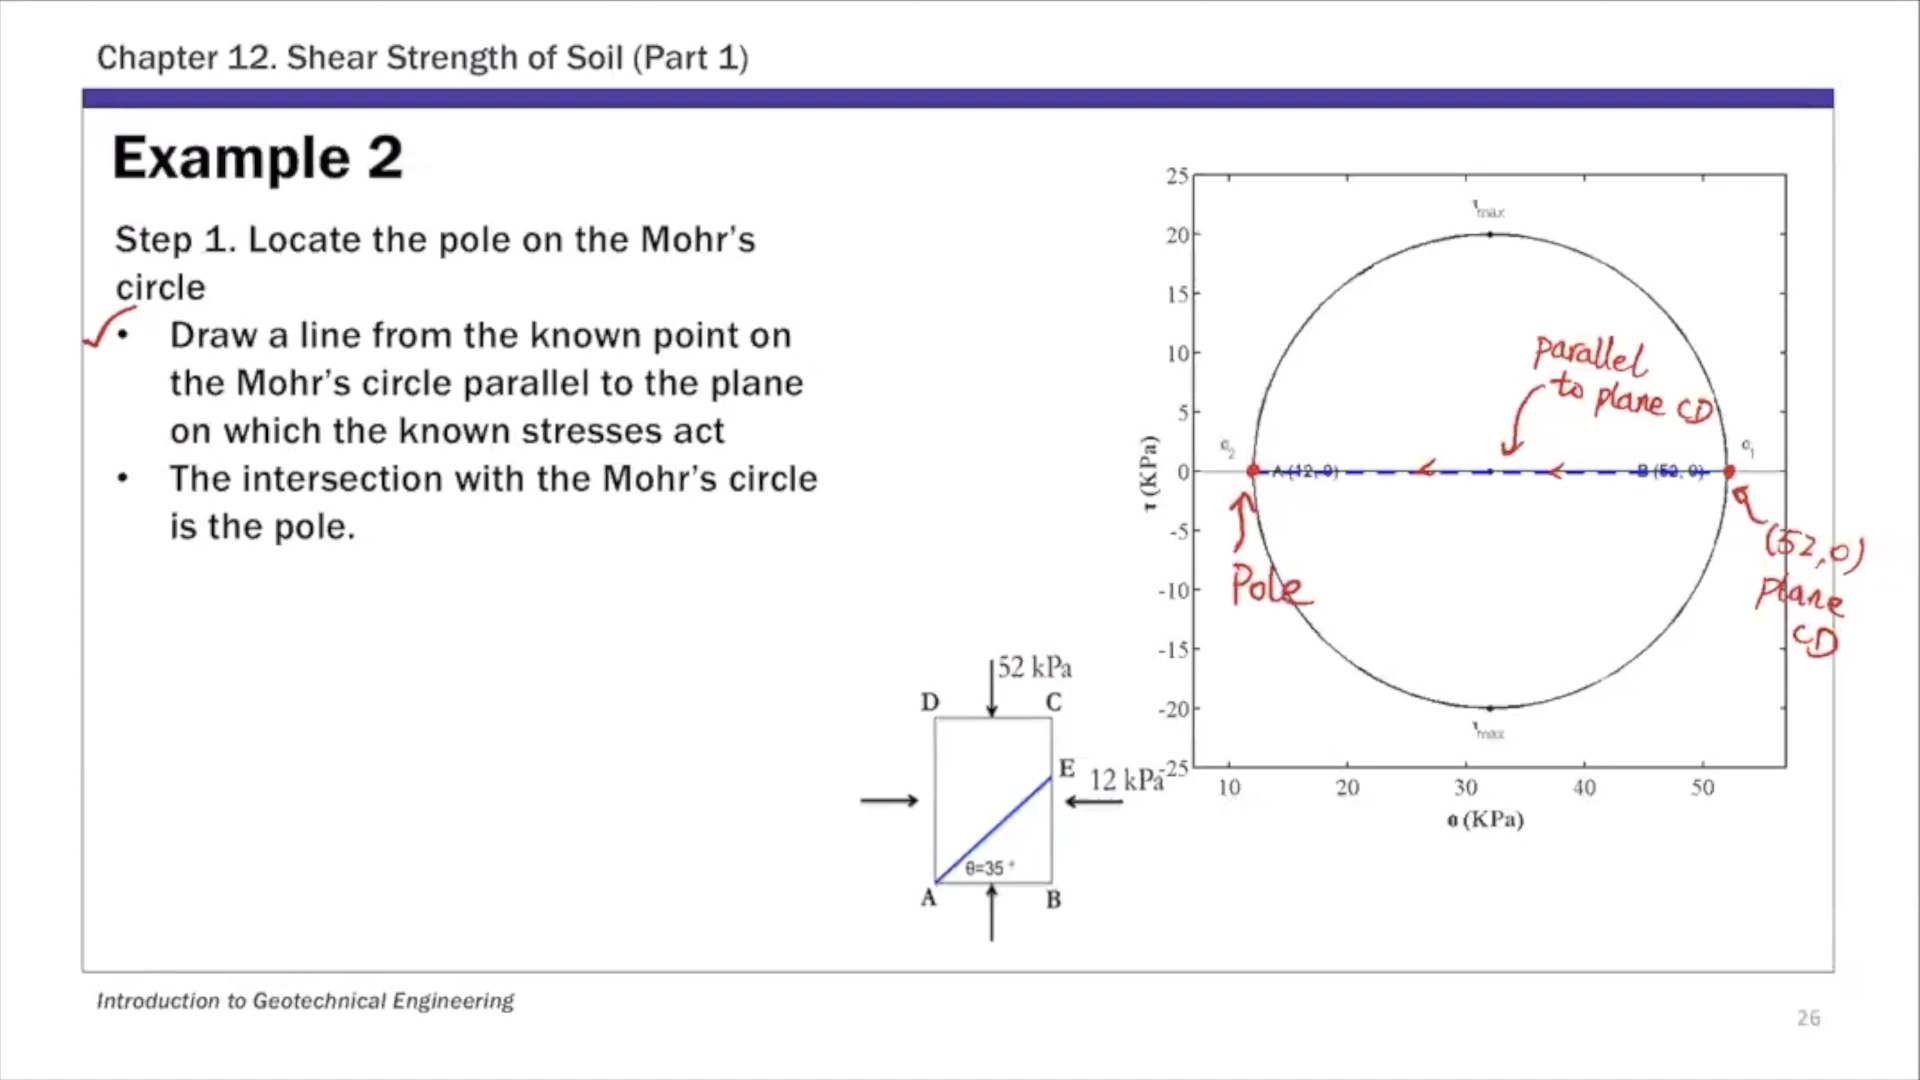 Chapter 12. Shear Strength of Soil (Part 1)
Example 2
Step 1. Locate the pole on the Mohr's
circle
• Draw a line from the known point on
the Mohr's circle parallel to the plane
on which the known stresses act
• The intersection with the Mohr's circle
is the pole.
52 kPa
D
C
E
12 kPa
θ=35 °
A
B
25
20
15
10
5
0
-5
-10
-15
-20
-25
τ (KPa)
τmax
parallel
to plane CD
σ2
σ1
A (12, 0)
B (52, 0)
Pole
(52,0)
plane
CD
τmax
10
20
30
40
50
σ (KPa)
Introduction to Geotechnical Engineering
26